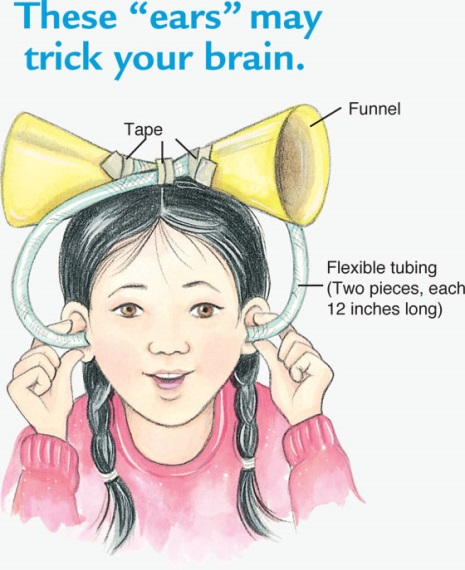 These “ears” may
trick your brain.
Funnel
Tape
Flexible tubing
(Two pieces, each
12 inches long)